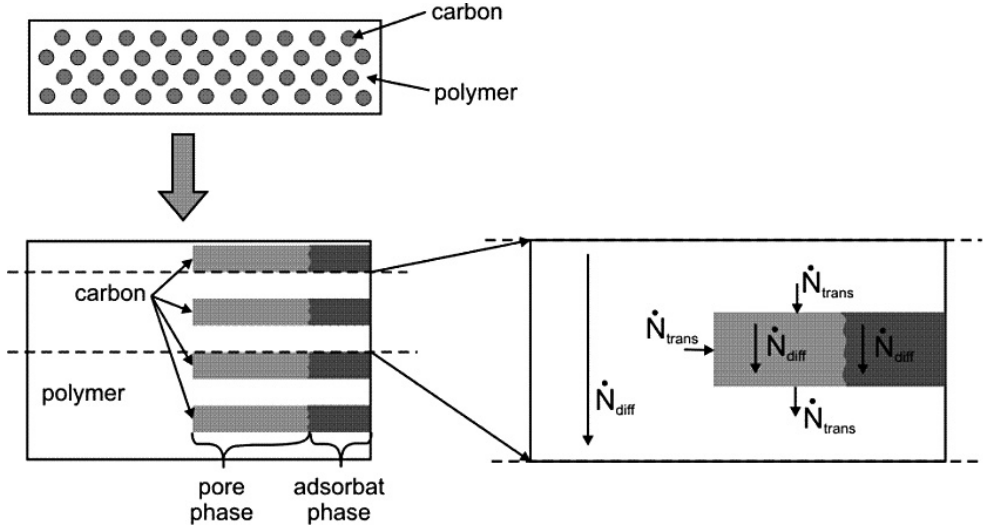 carbon
polymer
carbon
polymer
pore
phase
adsorbat
phase
Ṅtrans
Ṅtrans
Ṅdiff
Ṅdiff
Ṅdiff
Ṅtrans